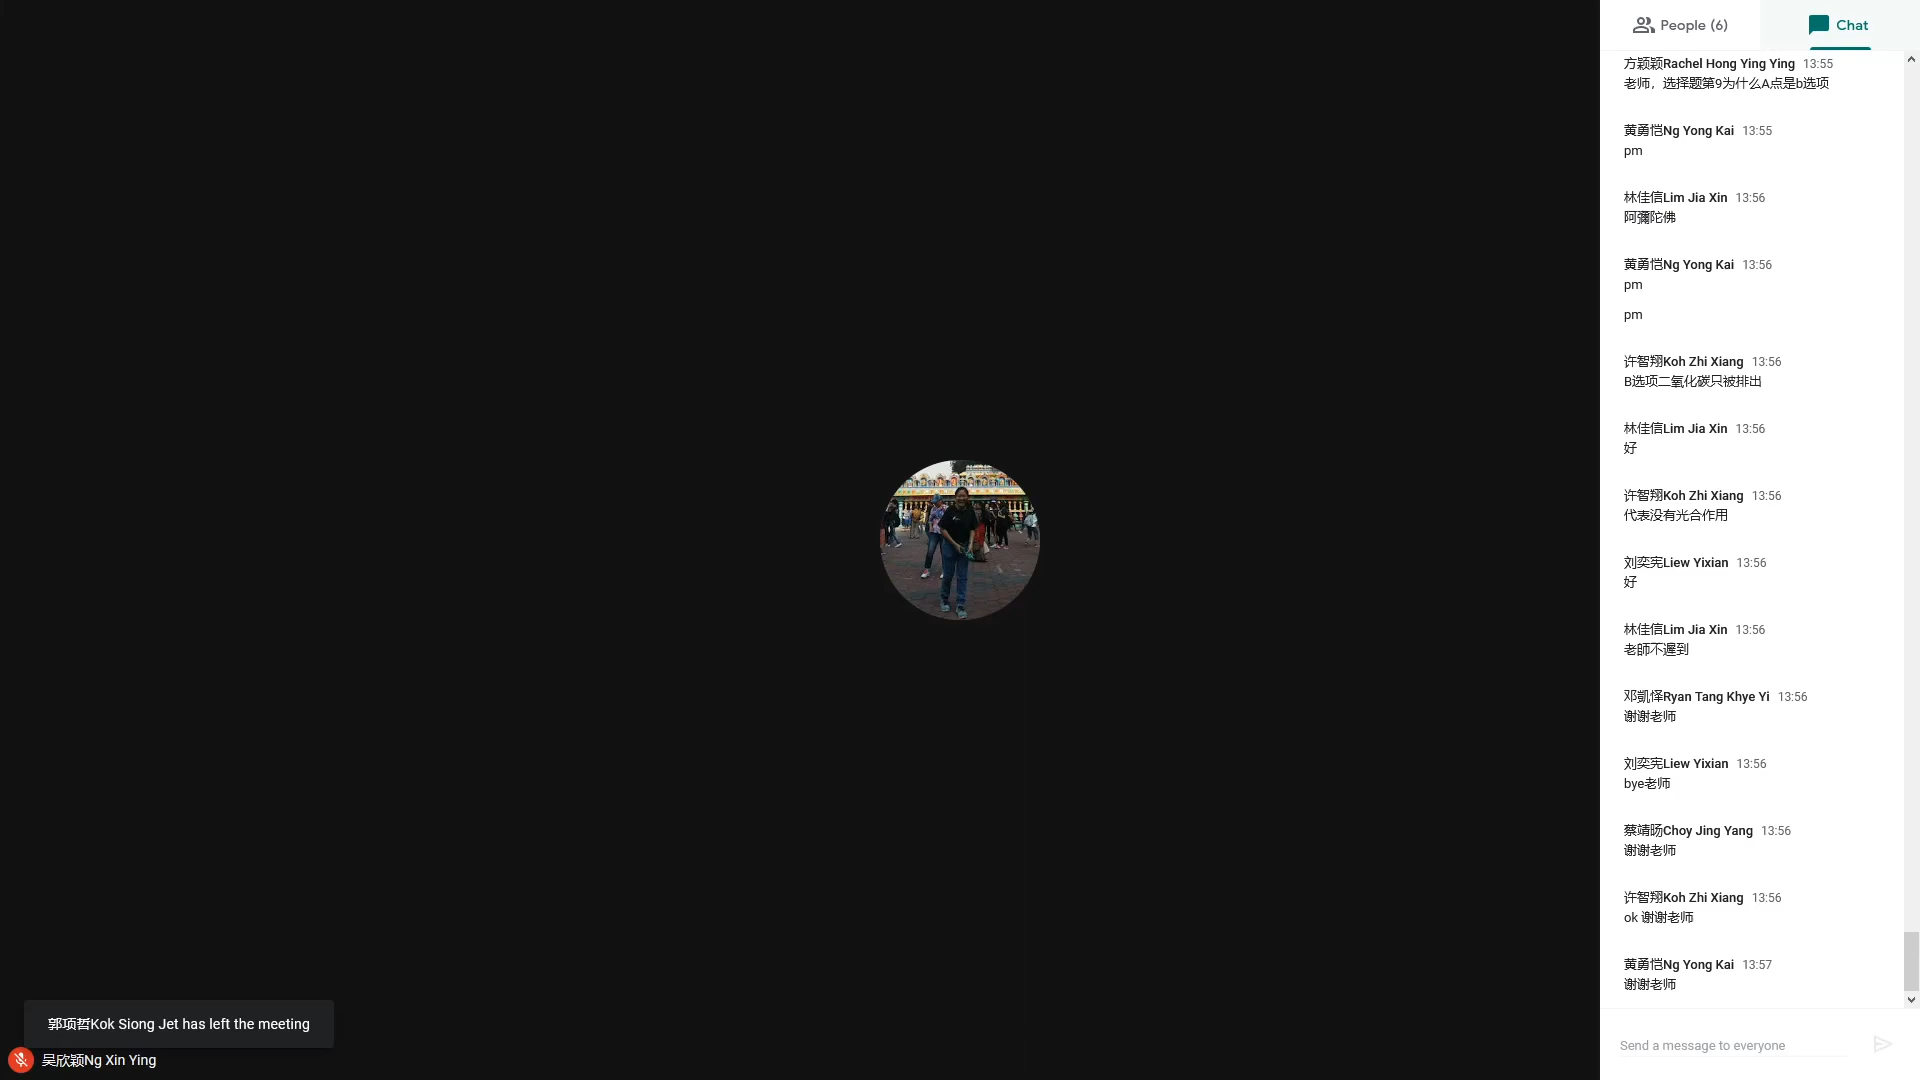 People (6)
Chat
方颖颖Rachel Hong Ying Ying 13:55
老师，选择题第9为什么A点是b选项
黄勇恺Ng Yong Kai 13:55
pm
林佳信Lim Jia Xin 13:56
阿彌陀佛
黄勇恺Ng Yong Kai 13:56
pm
pm
许智翔Koh Zhi Xiang 13:56
B选项二氧化碳只被排出
林佳信Lim Jia Xin 13:56
好
许智翔Koh Zhi Xiang 13:56
代表没有光合作用
刘奕宪Liew Yixian 13:56
好
林佳信Lim Jia Xin 13:56
老師不遲到
邓凱怿Ryan Tang Khye Yi 13:56
谢谢老师
刘奕宪Liew Yixian 13:56
bye老师
蔡靖旸Choy Jing Yang 13:56
谢谢老师
许智翔Koh Zhi Xiang 13:56
ok 谢谢老师
黄勇恺Ng Yong Kai 13:57
谢谢老师
郭项哲Kok Siong Jet has left the meeting
吴欣颖Ng Xin Ying
Send a message to everyone